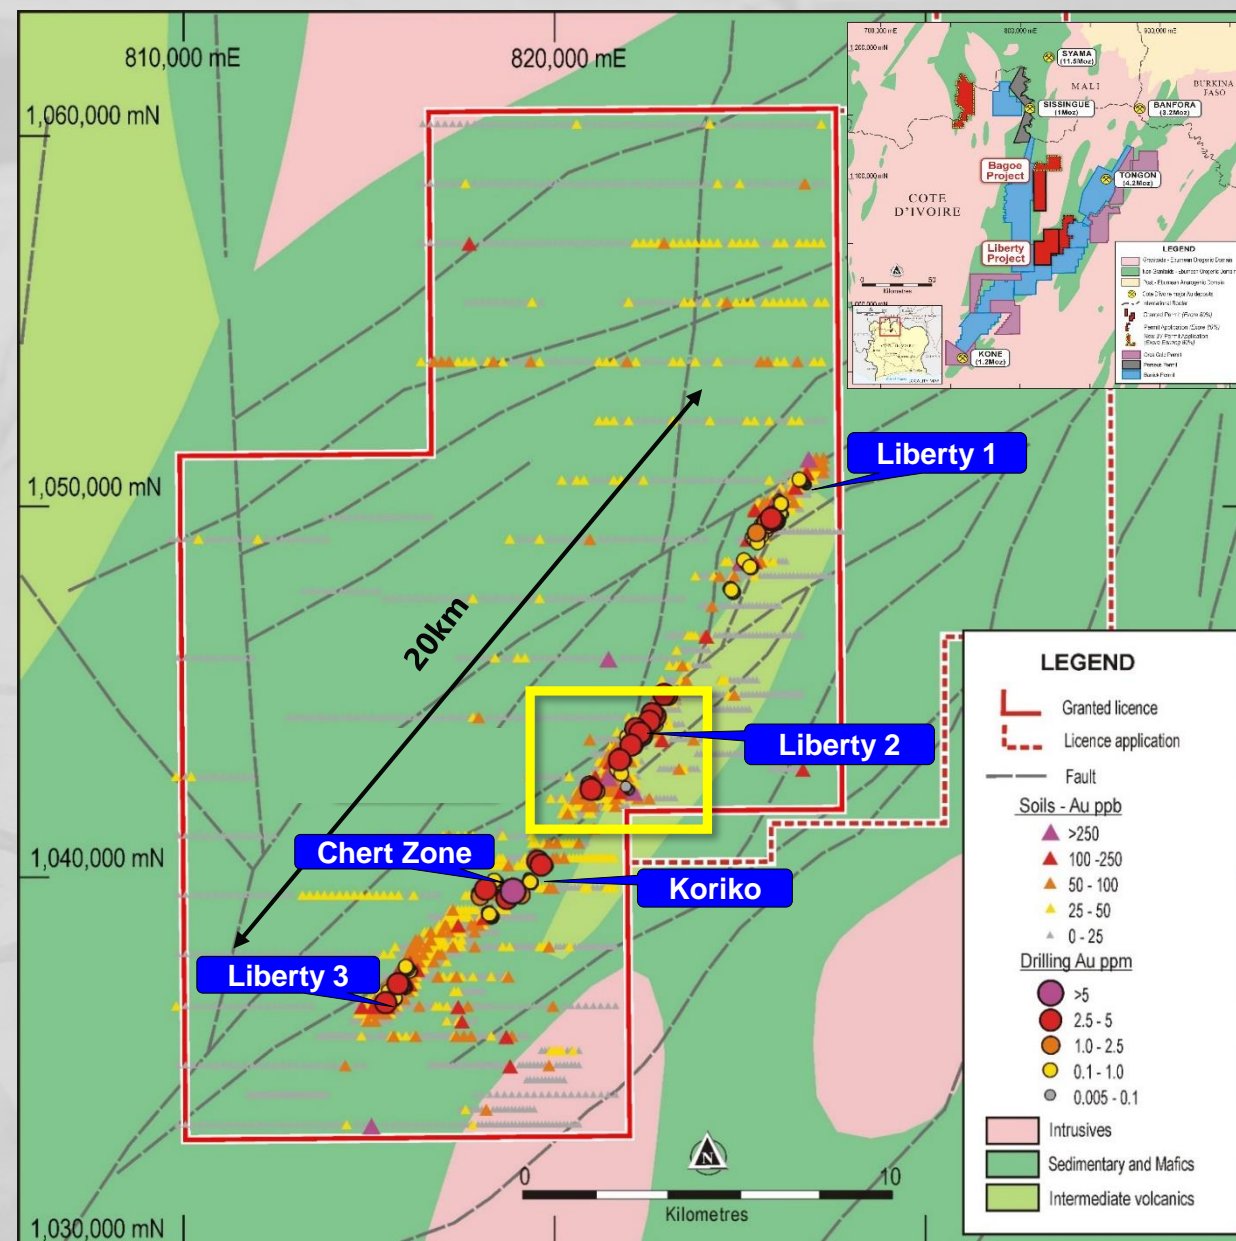 810,000 mE
820,000 mE
1,060,000 mN
1,050,000 mN
1,040,000 mN
1,030,000 mN
20km
Liberty 1
Liberty 2
Chert Zone
Koriko
Liberty 3
N
0
10
Kilometres
LEGEND
Granted licence
Licence application
Fault
Soils - Au ppb
>250
100 -250
50 - 100
25 - 50
0 - 25
Drilling Au ppm
>5
2.5 - 5
1.0 - 2.5
0.1 - 1.0
0.005 - 0.1
Intrusives
Sedimentary and Mafics
Intermediate volcanics
SYAMA
(11.5Moz)
MALI
BURKINA
FASO
SISSINGUE
(1Moz)
BANFORA
(3.2Moz)
Bagoe
Project
TONGON
(4.2Moz)
COTE
D'IVOIRE
Liberty
Project
KONE
(1.2Moz)
0
50
Kilometres
LEGEND
LOCALITY MAP